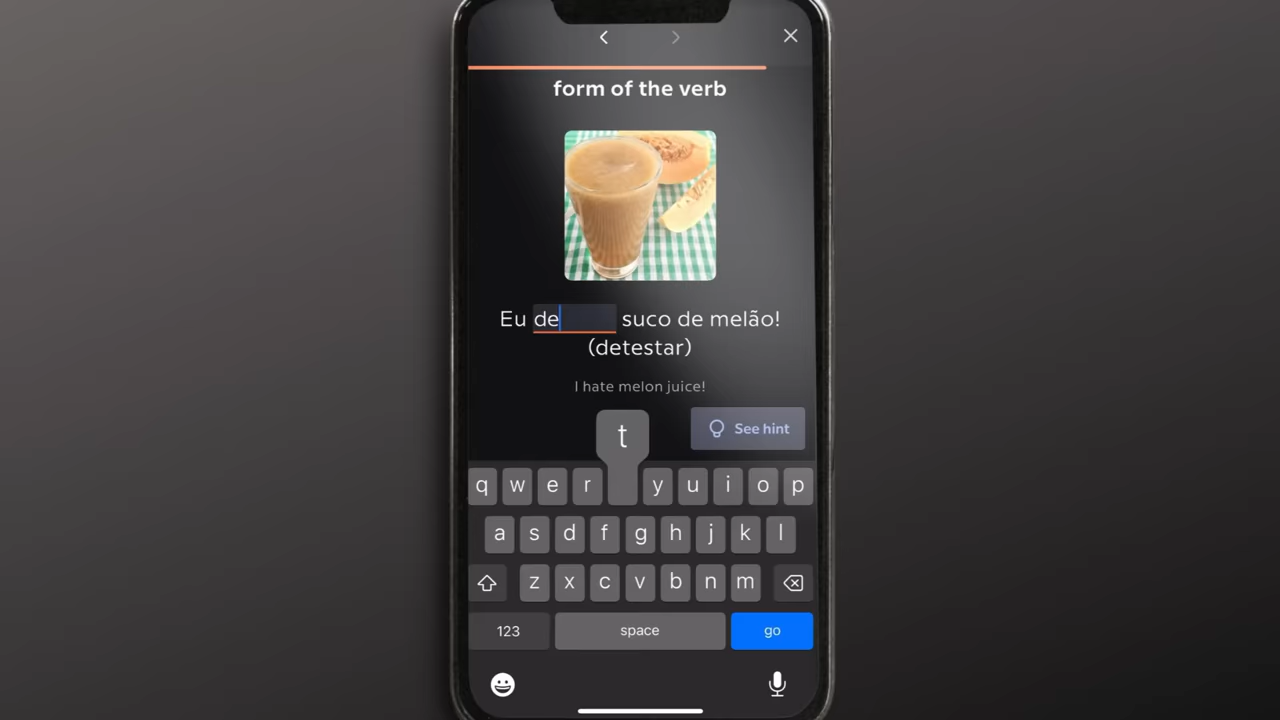 form of the verb
Eu de suco de melão!
(detestar)
I hate melon juice!
t
See hint
q w e r y u i o p
a s d f g h j k l
z x c v b n m
123 space go